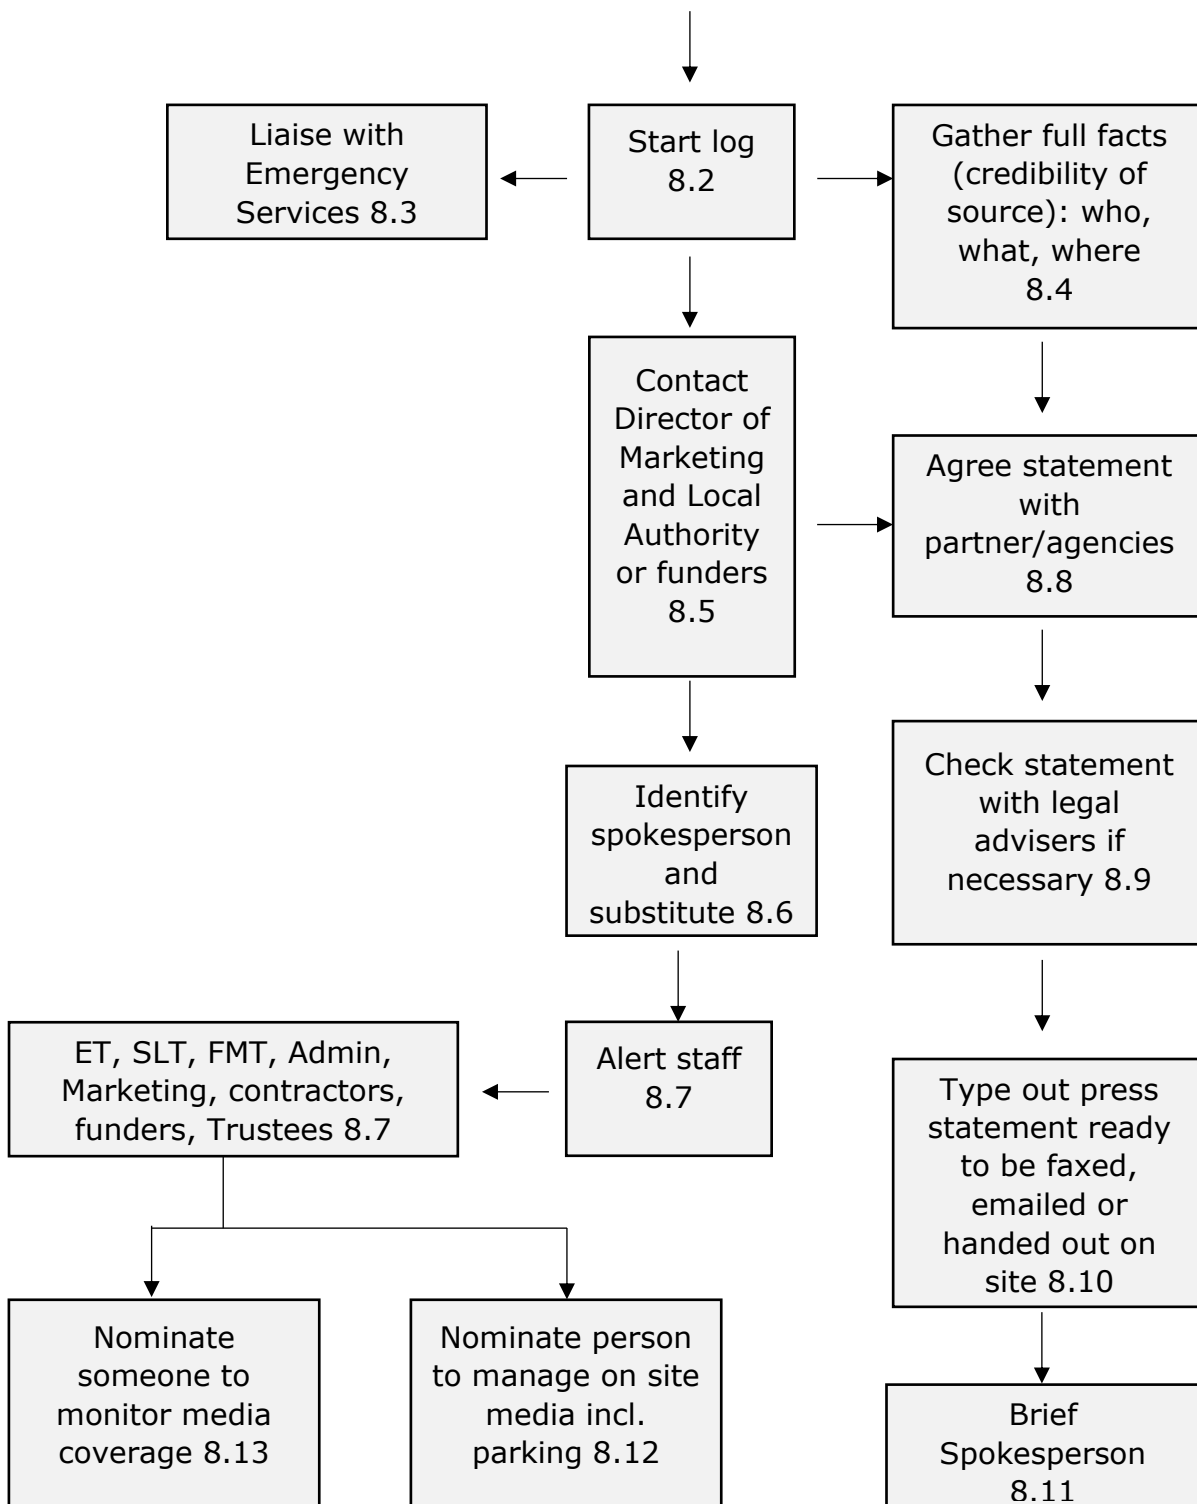 Liaise with
Emergency
Services 8.3
Start log
8.2
Gather full facts
(credibility of
source): who,
what, where
8.4
Contact
Director of
Marketing
and Local
Authority
or funders
8.5
Agree statement
with
partner/agencies
8.8
Identify
spokesperson
and
substitute 8.6
Check statement
with legal
advisers if
necessary 8.9
ET, SLT, FMT, Admin,
Marketing, contractors,
funders, Trustees 8.7
Alert staff
8.7
Type out press
statement ready
to be faxed,
emailed or
handed out on
site 8.10
Nominate
someone to
monitor media
coverage 8.13
Nominate person
to manage on site
media incl.
parking 8.12
Brief
Spokesperson
8.11